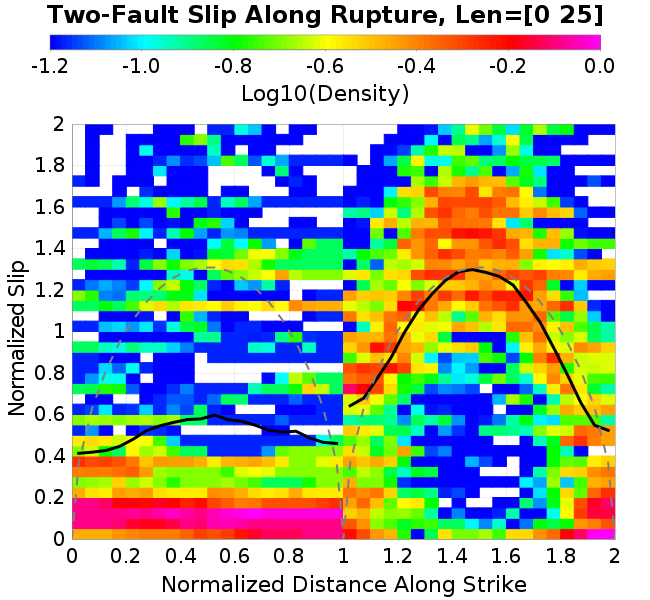 Two-Fault Slip Along Rupture, Len=[0 25]
-1.2 -1.0 -0.8 -0.6 -0.4 -0.2 0.0
Log10(Density)
2
1.8
1.6
1.4
1.2
1
0.8
0.6
0.4
0.2
0
Normalized Slip
0 0.2 0.4 0.6 0.8 1 1.2 1.4 1.6 1.8 2
Normalized Distance Along Strike